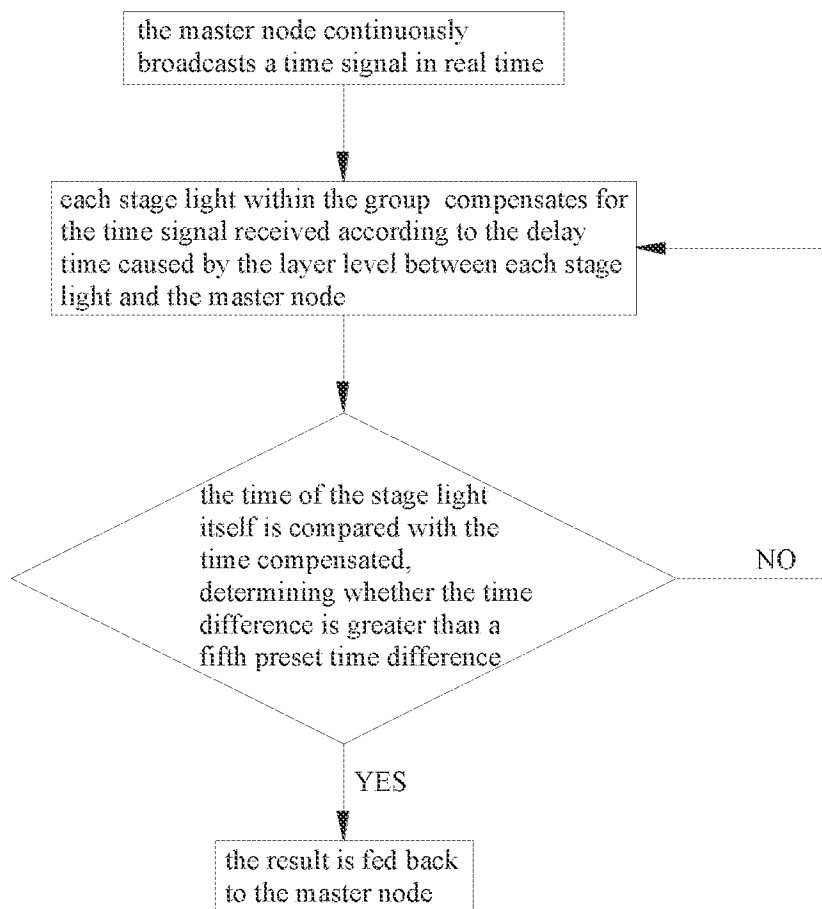 the master node continuously
broadcasts a time signal in real time
each stage light within the group compensates for
the time signal received according to the delay
time caused by the layer level between each stage
light and the master node
the time of the stage light
itself is compared with the
time compensated,
determining whether the time
difference is greater than a
fifth preset time difference
NO
YES
the result is fed back
to the master node